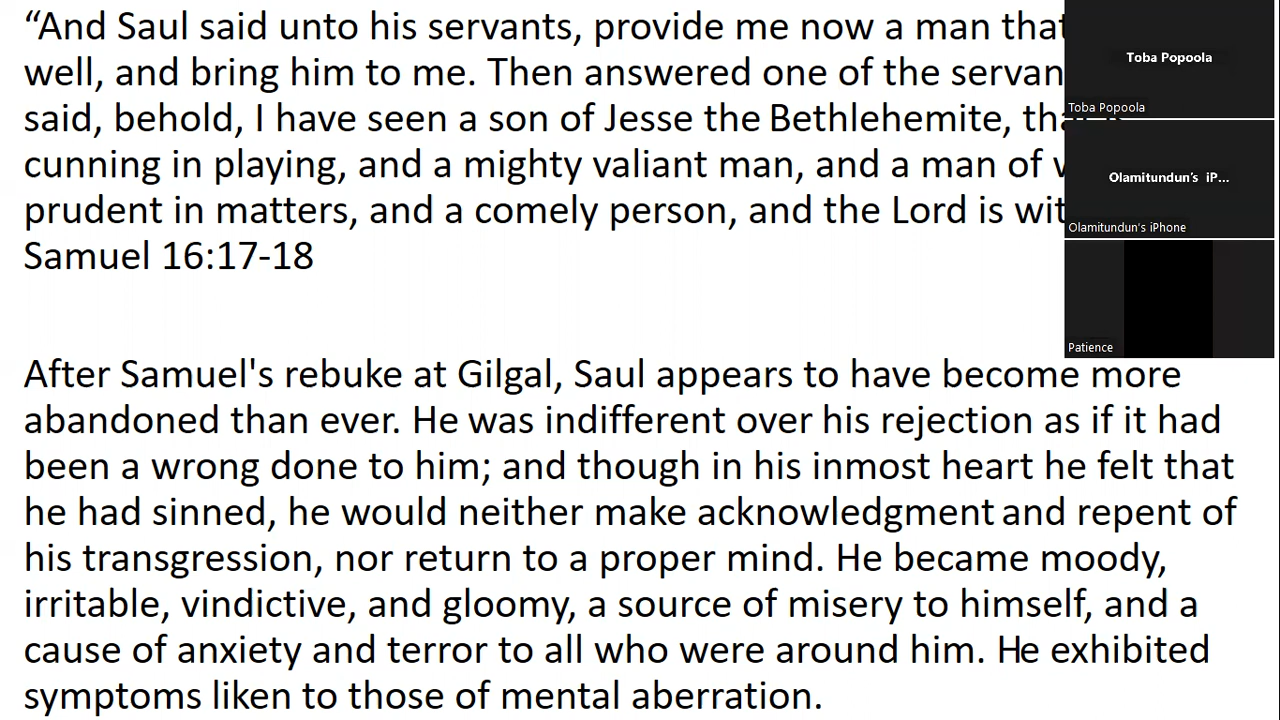 “And Saul said unto his servants, provide me now a man that
well, and bring him to me. Then answered one of the servan
said, behold, I have seen a son of Jesse the Bethlehemite,
cunning in playing, and a mighty valiant man, and a man of
prudent in matters, and a comely person, and the Lord is wit
Samuel 16:17-18
After Samuel's rebuke at Gilgal, Saul appears to have become more
abandoned than ever. He was indifferent over his rejection as if it had
been a wrong done to him; and though in his inmost heart he felt that
he had sinned, he would neither make acknowledgment and repent of
his transgression, nor return to a proper mind. He became moody,
irritable, vindictive, and gloomy, a source of misery to himself, and a
cause of anxiety and terror to all who were around him. He exhibited
symptoms liken to those of mental aberration.
Toba Popoola
Toba Popoola
Olamitundun's iP...
Olamitundun's iPhone
Patience